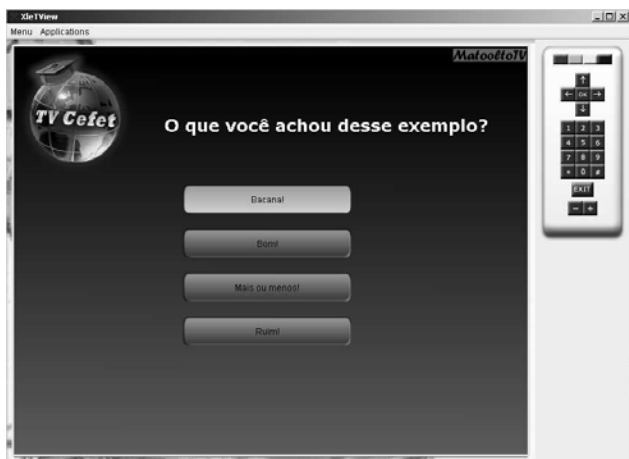 XleTView
Menu Applications
MatooltoTV
TV Cefet
O que você achou desse exemplo?
Bacana!
Bom!
Mais ou menos!
Ruim!
OK
1 2 3
4 5 6
7 8 9
* 0 #
EXIT
- +